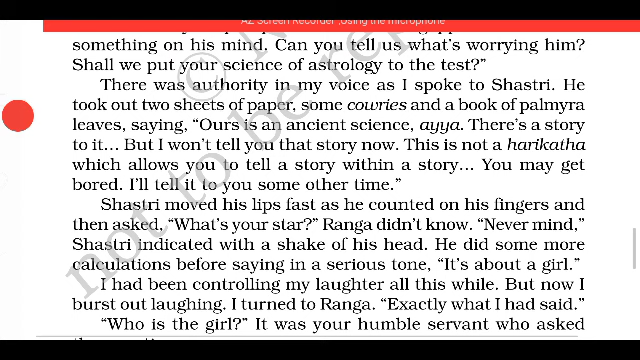 AZ Screen Recorder ,Using the microphone
something on his mind, Can you tell us what's worrying him?
Shall we put your science of astrology to the test?"
There was authority in my voice as I spoke to Shastri. He
took out two sheets of paper, some cowries and a book of palmyra
leaves, saying, "Ours is an ancient science, ayya. There's a story
to it... But I won't tell you that story now. This is not a harikatha
which allows you to tell a story within a story... You may get
bored. I'll tell it to you some other time."
Shastri moved his lips fast as he counted on his fingers and
then asked, "What's your star?" Ranga didn't know. "Never mind,"
Shastri indicated with a shake of his head. He did some more
calculations before saying in a serious tone, "It's about a girl."
I had been controlling my laughter all this while. But now I
burst out laughing. I turned to Ranga. "Exactly what I had said."
"Who is the girl?" It was your humble servant who asked
© not to be rep